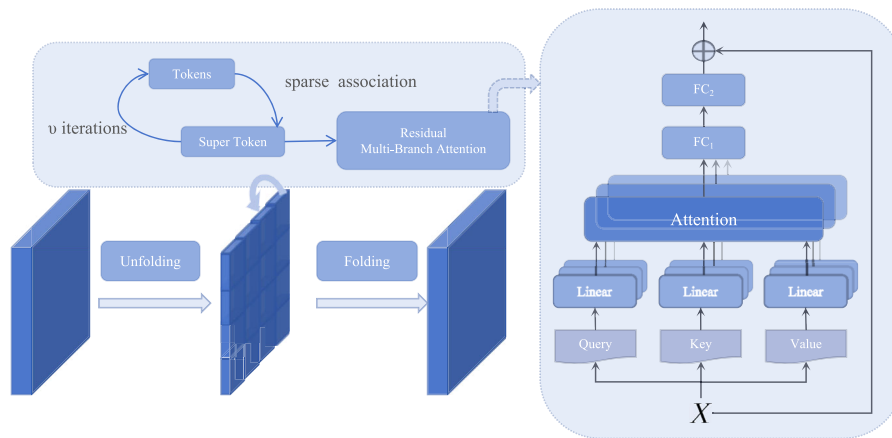 Tokens
sparse association
υ iterations
Super Token
Residual
Multi-Branch Attention
Unfolding
Folding
FC₂
FC₁
Attention
Linear
Linear
Linear
Query
Key
Value
X